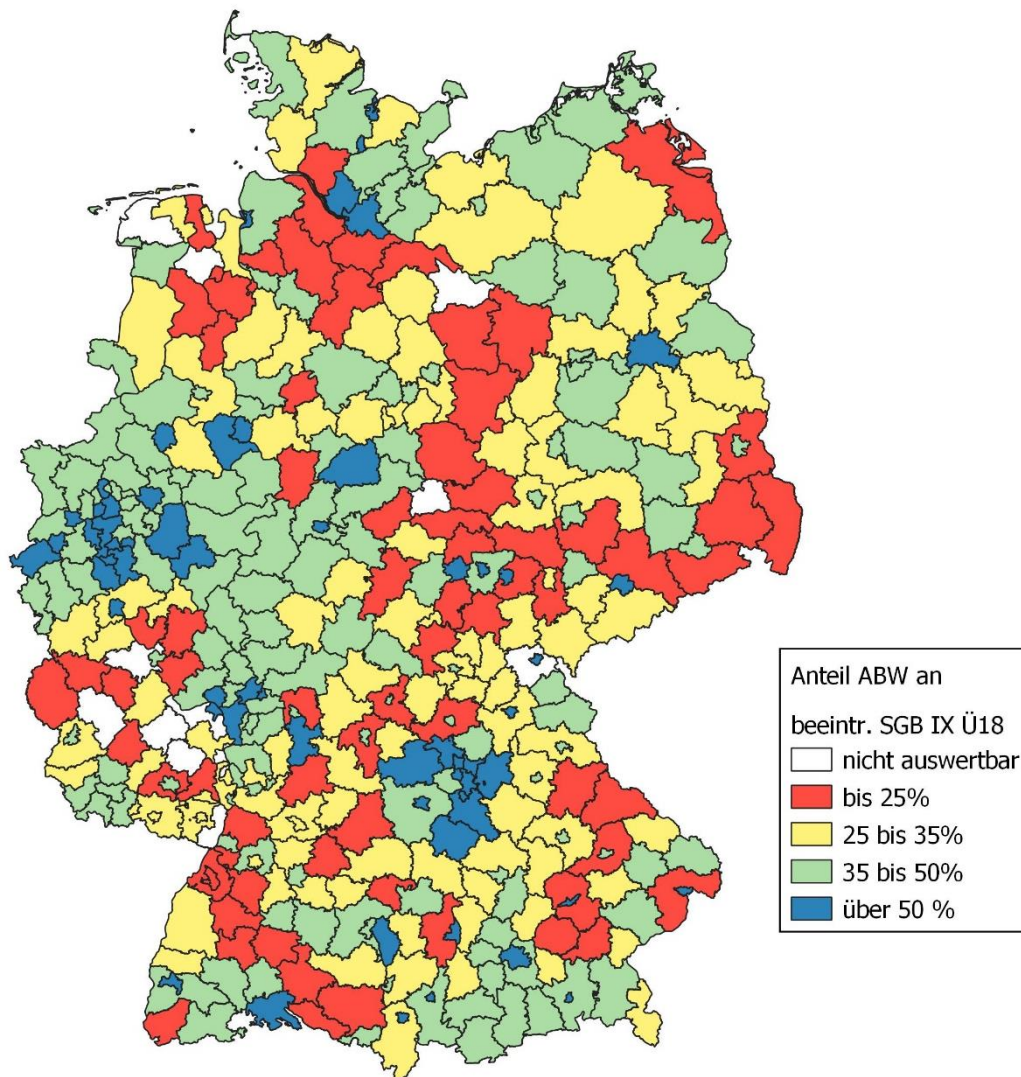 Anteil ABW an
beeintr. SGB IX Ü18
nicht auswertbar
bis 25%
25 bis 35%
35 bis 50%
über 50 %